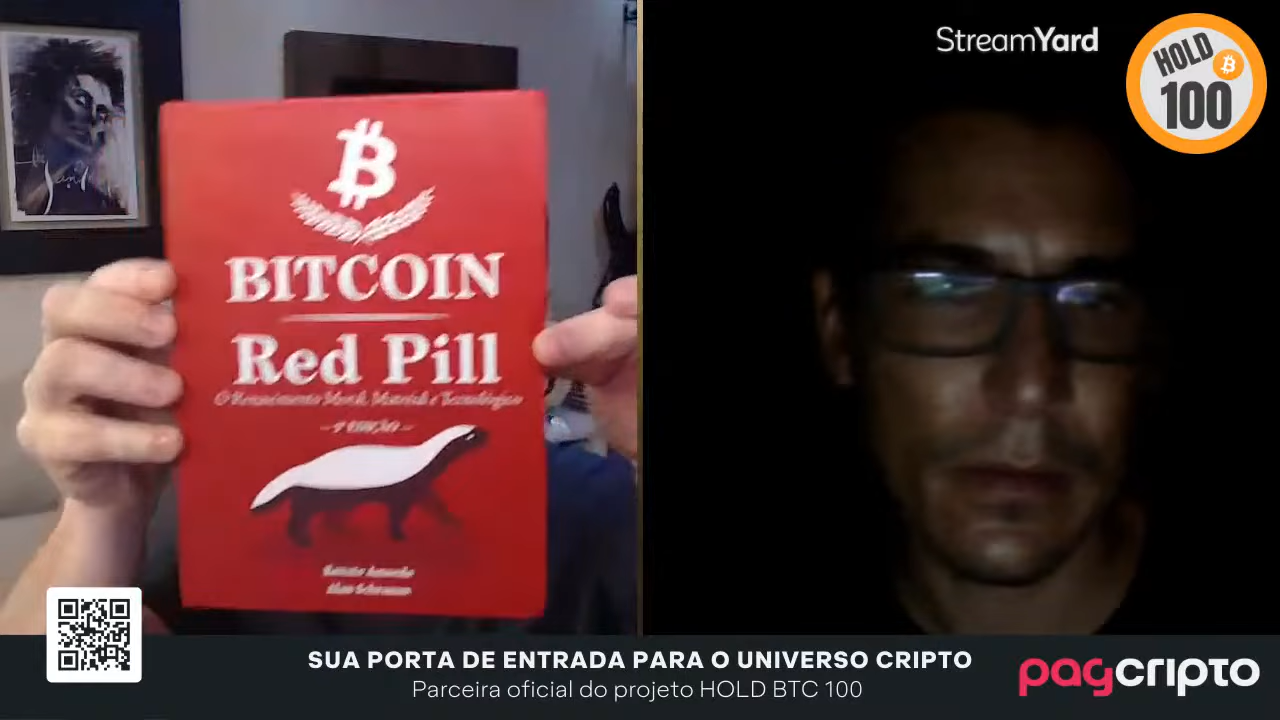 StreamYard
HOLD
100
BITCOIN
Red Pill
O Renascimento Moral, Material e Tecnológico
EDIÇÃO
SUA PORTA DE ENTRADA PARA O UNIVERSO CRIPTO
Parceira oficial do projeto HOLD BTC 100
pagcripto